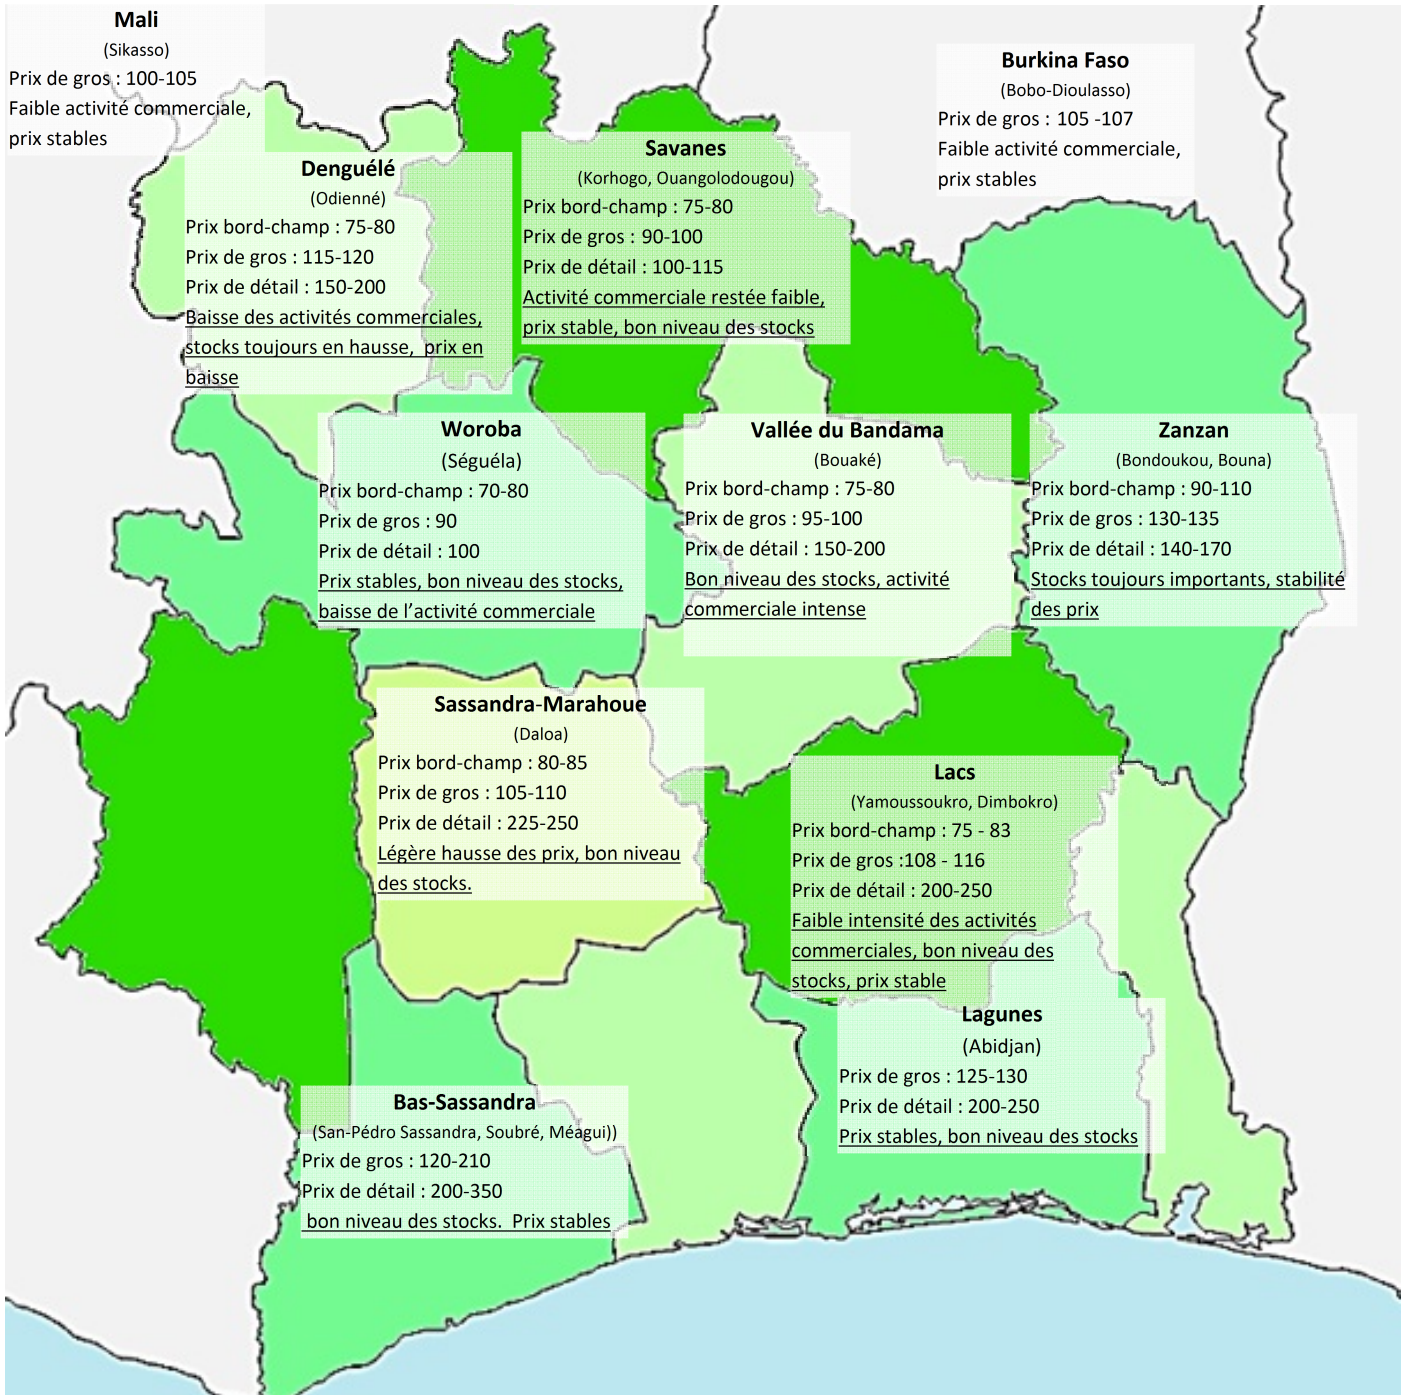 Mali
(Sikasso)
Prix de gros : 100-105
Faible activité commerciale,
prix stables
Burkina Faso
(Bobo-Dioulasso)
Prix de gros : 105 -107
Faible activité commerciale,
prix stables
Denguélé
(Odienné)
Prix bord-champ : 75-80
Prix de gros : 115-120
Prix de détail : 150-200
Baisse des activités commerciales,
stocks toujours en hausse,  prix en
baisse
Savanes
(Korhogo, Ouangolodougou)
Prix bord-champ : 75-80
Prix de gros : 90-100
Prix de détail : 100-115
Activité commerciale restée faible,
prix stable, bon niveau des stocks
Woroba
(Séguéla)
Prix bord-champ : 70-80
Prix de gros : 90
Prix de détail : 100
Prix stables, bon niveau des stocks,
baisse de l’activité commerciale
Vallée du Bandama
(Bouaké)
Prix bord-champ : 75-80
Prix de gros : 95-100
Prix de détail : 150-200
Bon niveau des stocks, activité
commerciale intense
Zanzan
(Bondoukou, Bouna)
Prix bord-champ : 90-110
Prix de gros : 130-135
Prix de détail : 140-170
Stocks toujours importants, stabilité
des prix
Sassandra-Marahoue
(Daloa)
Prix bord-champ : 80-85
Prix de gros : 105-110
Prix de détail : 225-250
Légère hausse des prix, bon niveau
des stocks.
Lacs
(Yamoussoukro, Dimbokro)
Prix bord-champ : 75 - 83
Prix de gros :108 - 116
Prix de détail : 200-250
Faible intensité des activités
commerciales, bon niveau des
stocks, prix stable
Lagunes
(Abidjan)
Prix de gros : 125-130
Prix de détail : 200-250
Prix stables, bon niveau des stocks
Bas-Sassandra
(San-Pédro Sassandra, Soubré, Méagui))
Prix de gros : 120-210
Prix de détail : 200-350
bon niveau des stocks.  Prix stables